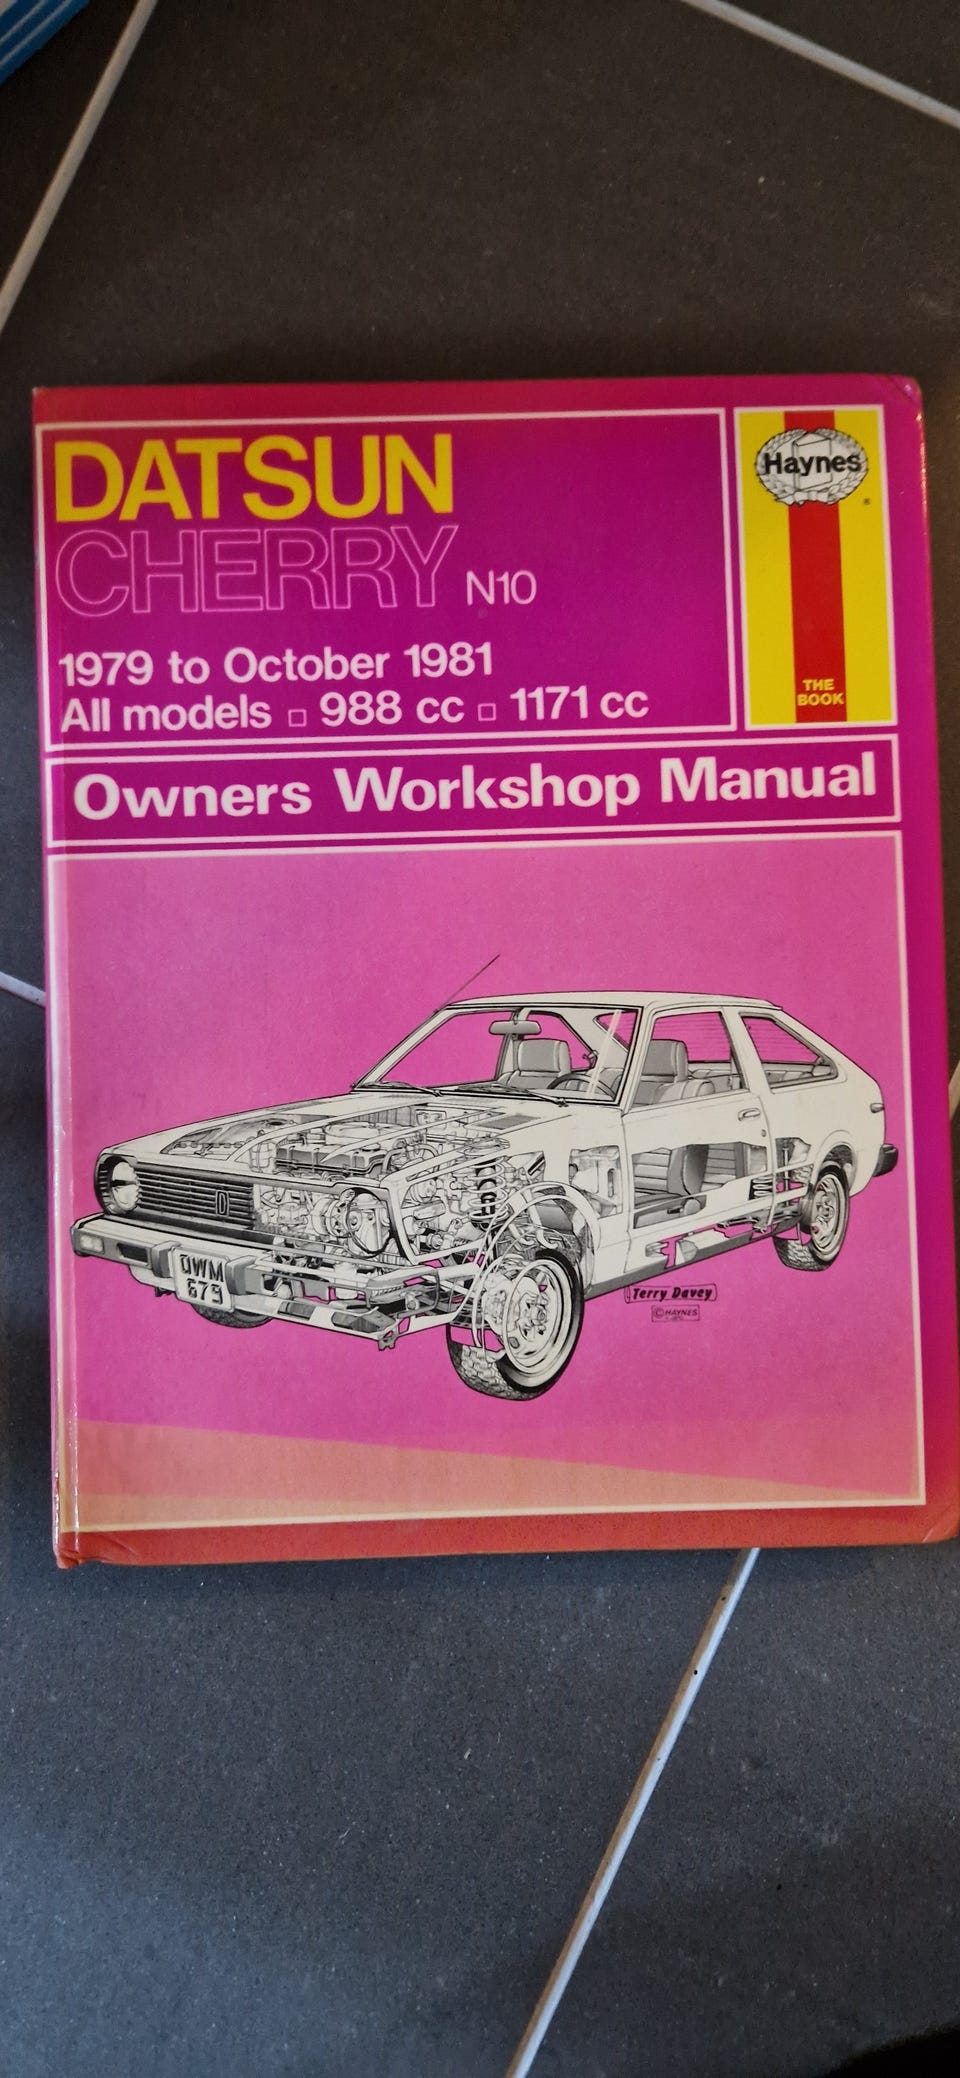 DATSUN
CHERRY N10
1979 to October 1981
All models □ 988 cc □ 1171 cc
Haynes
®
THE
BOOK
Owners Workshop Manual
D
OWM
679
Terry Davey
© HAYNES